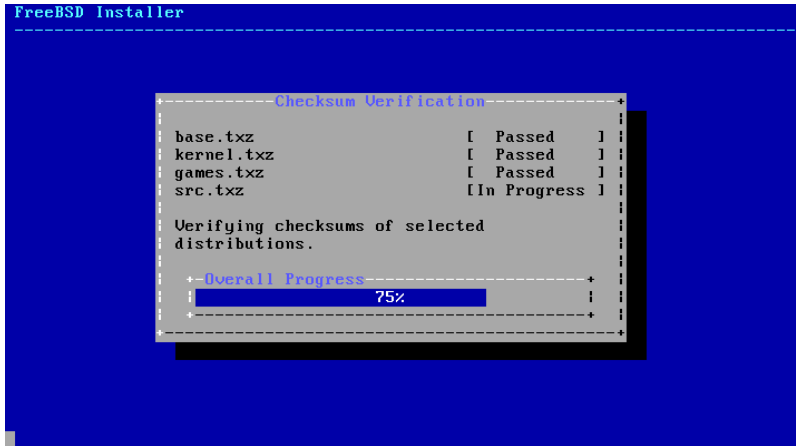 FreeBSD Installer
Checksum Verification
base.txz [ Passed ]
kernel.txz [ Passed ]
games.txz [ Passed ]
src.txz [In Progress ]
Verifying checksums of selected
distributions.
Overall Progress
75%